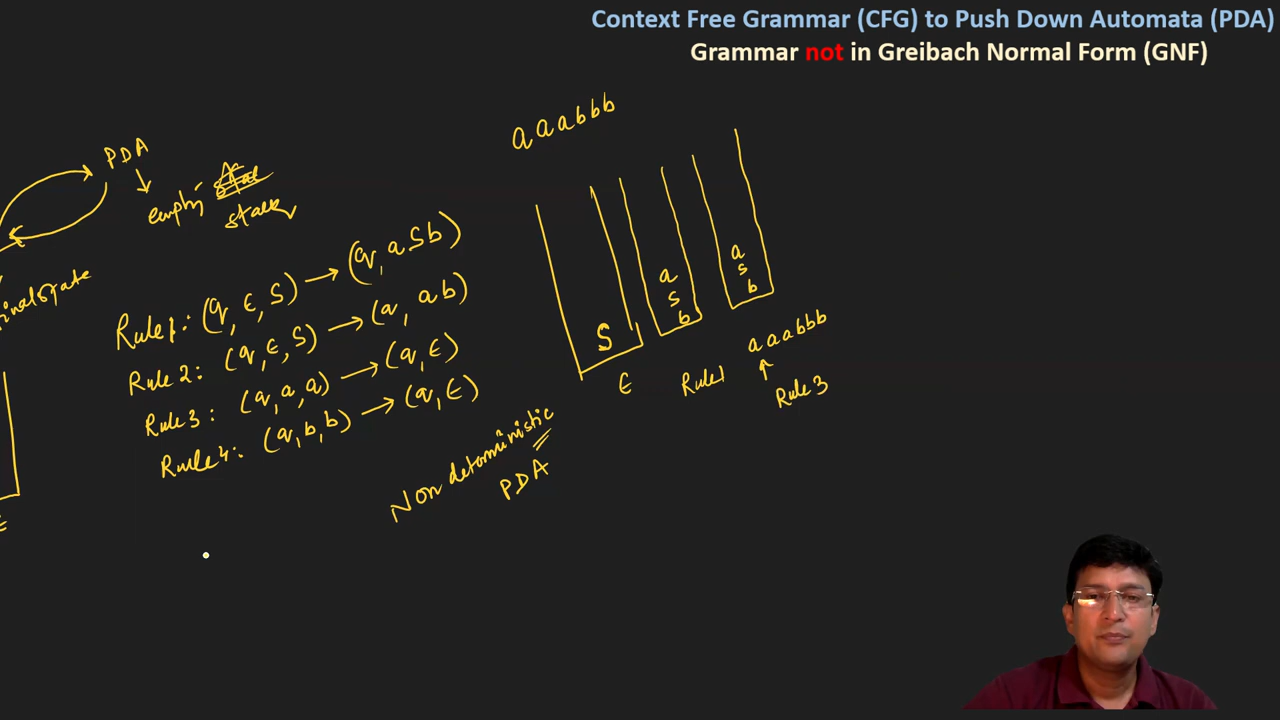 Context Free Grammar (CFG) to Push Down Automata (PDA)
Grammar not in Greibach Normal Form (GNF)
PDA
empty
stack
aaabbb
Rule 1: (q, ε, S) → (q, aSb)
Rule 2: (q, ε, S) → (q, ab)
Rule 3: (q, a, a) → (q, ε)
Rule 4: (q, b, b) → (q, ε)
Non deterministic
PDA
S
ε
a
S
b
Rule 1
a
S
b
aaabbb
Rule 3